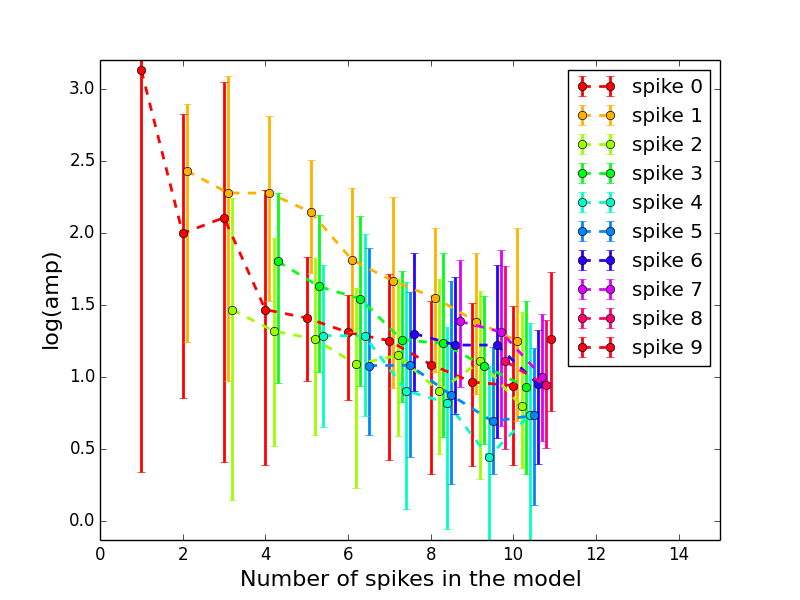 3.0
2.5
2.0
1.5
1.0
0.5
0.0
log(amp)
0 2 4 6 8 10 12 14
Number of spikes in the model
spike 0
spike 1
spike 2
spike 3
spike 4
spike 5
spike 6
spike 7
spike 8
spike 9